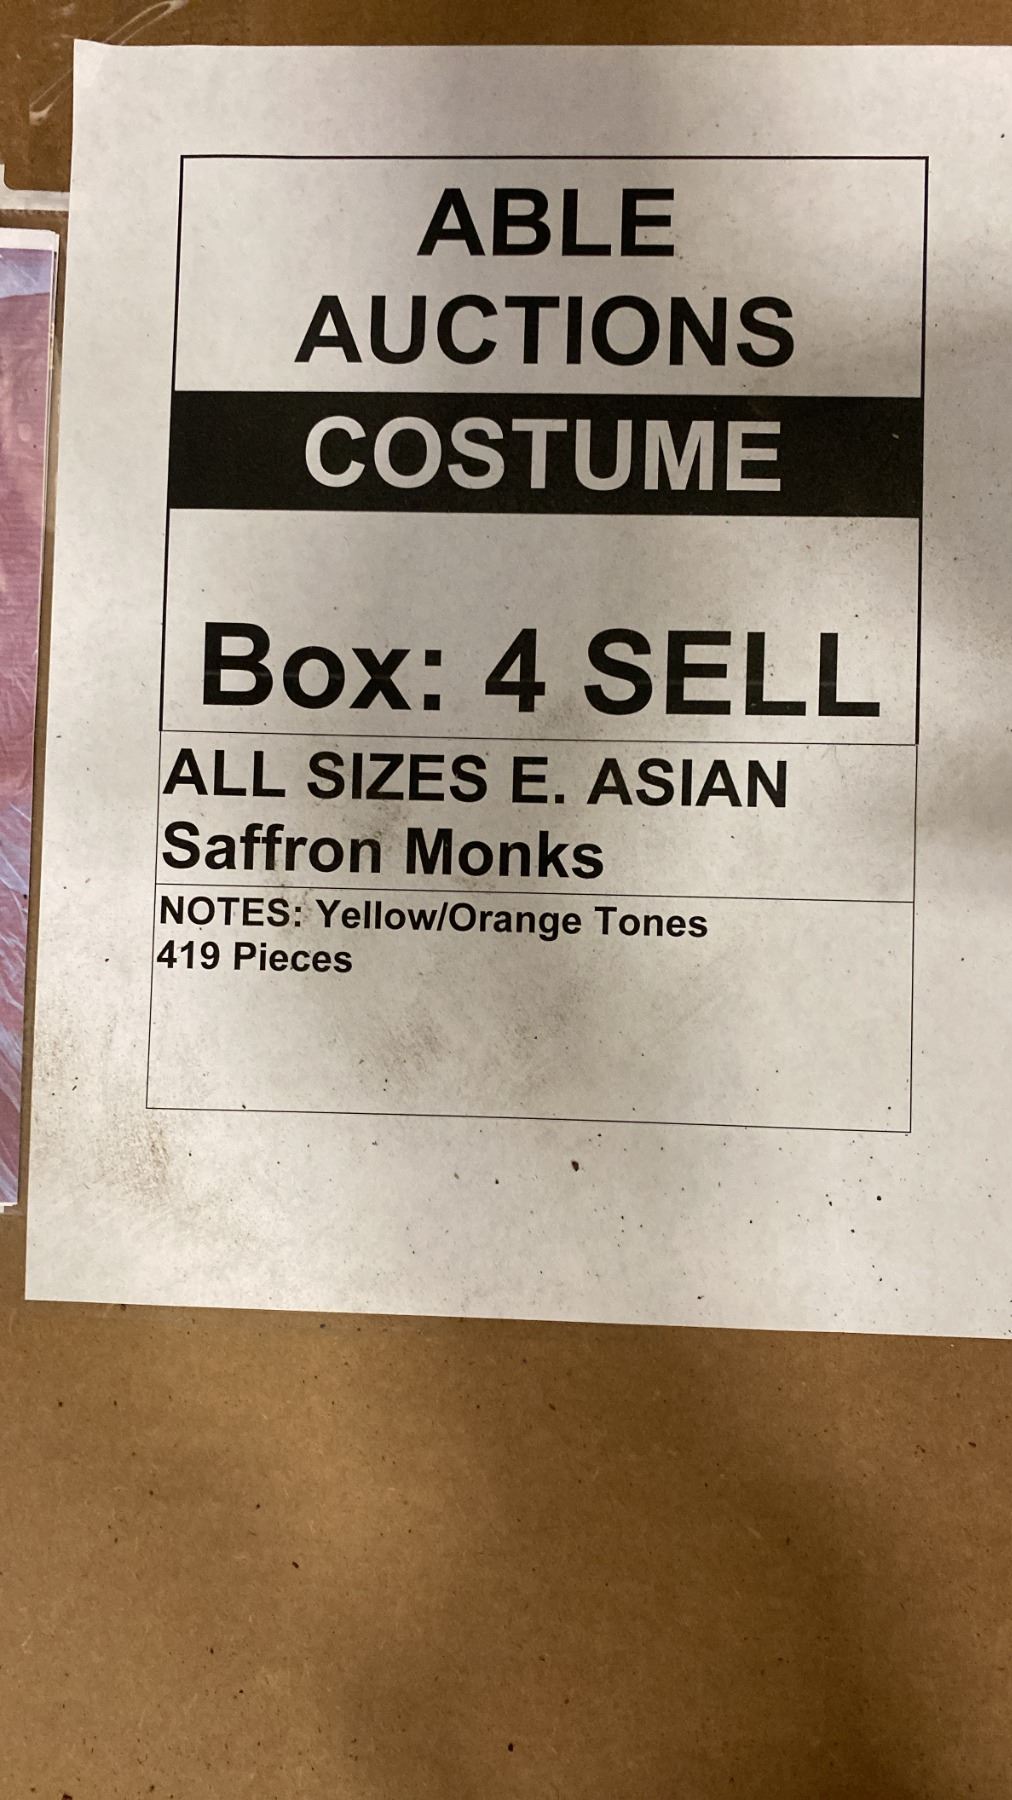 ABLE
AUCTIONS
COSTUME
Box: 4 SELL
ALL SIZES E. ASIAN
Saffron Monks
NOTES: Yellow/Orange Tones
419 Pieces